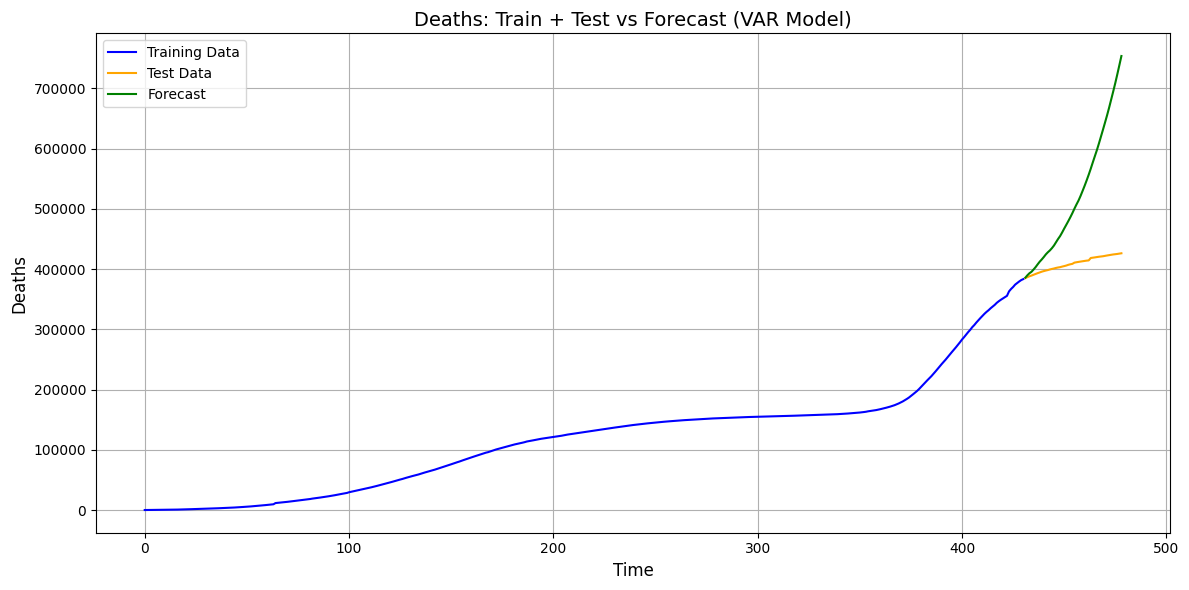 Deaths: Train + Test vs Forecast (VAR Model)
Training Data
Test Data
Forecast
Deaths
700000
600000
500000
400000
300000
200000
100000
0
0 100 200 300 400 500
Time